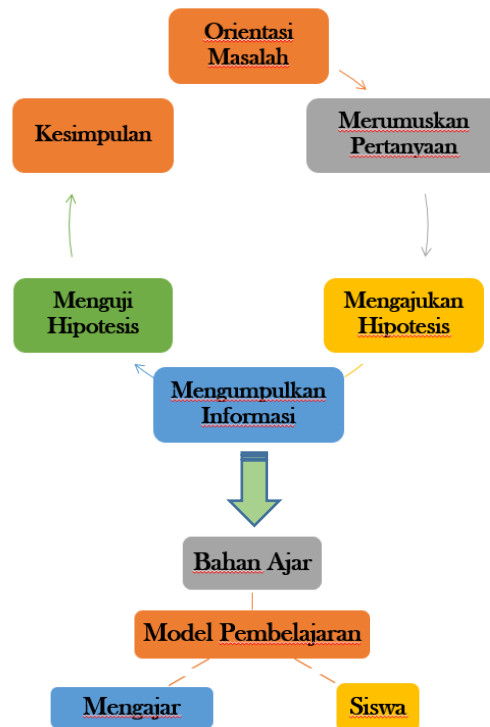 Orientasi
Masalah
Merumuskan
Pertanyaan
Mengajukan
Hipotesis
Mengumpulkan
Informasi
Menguji
Hipotesis
Kesimpulan
Bahan Ajar
Model Pembelajaran
Mengajar
Siswa